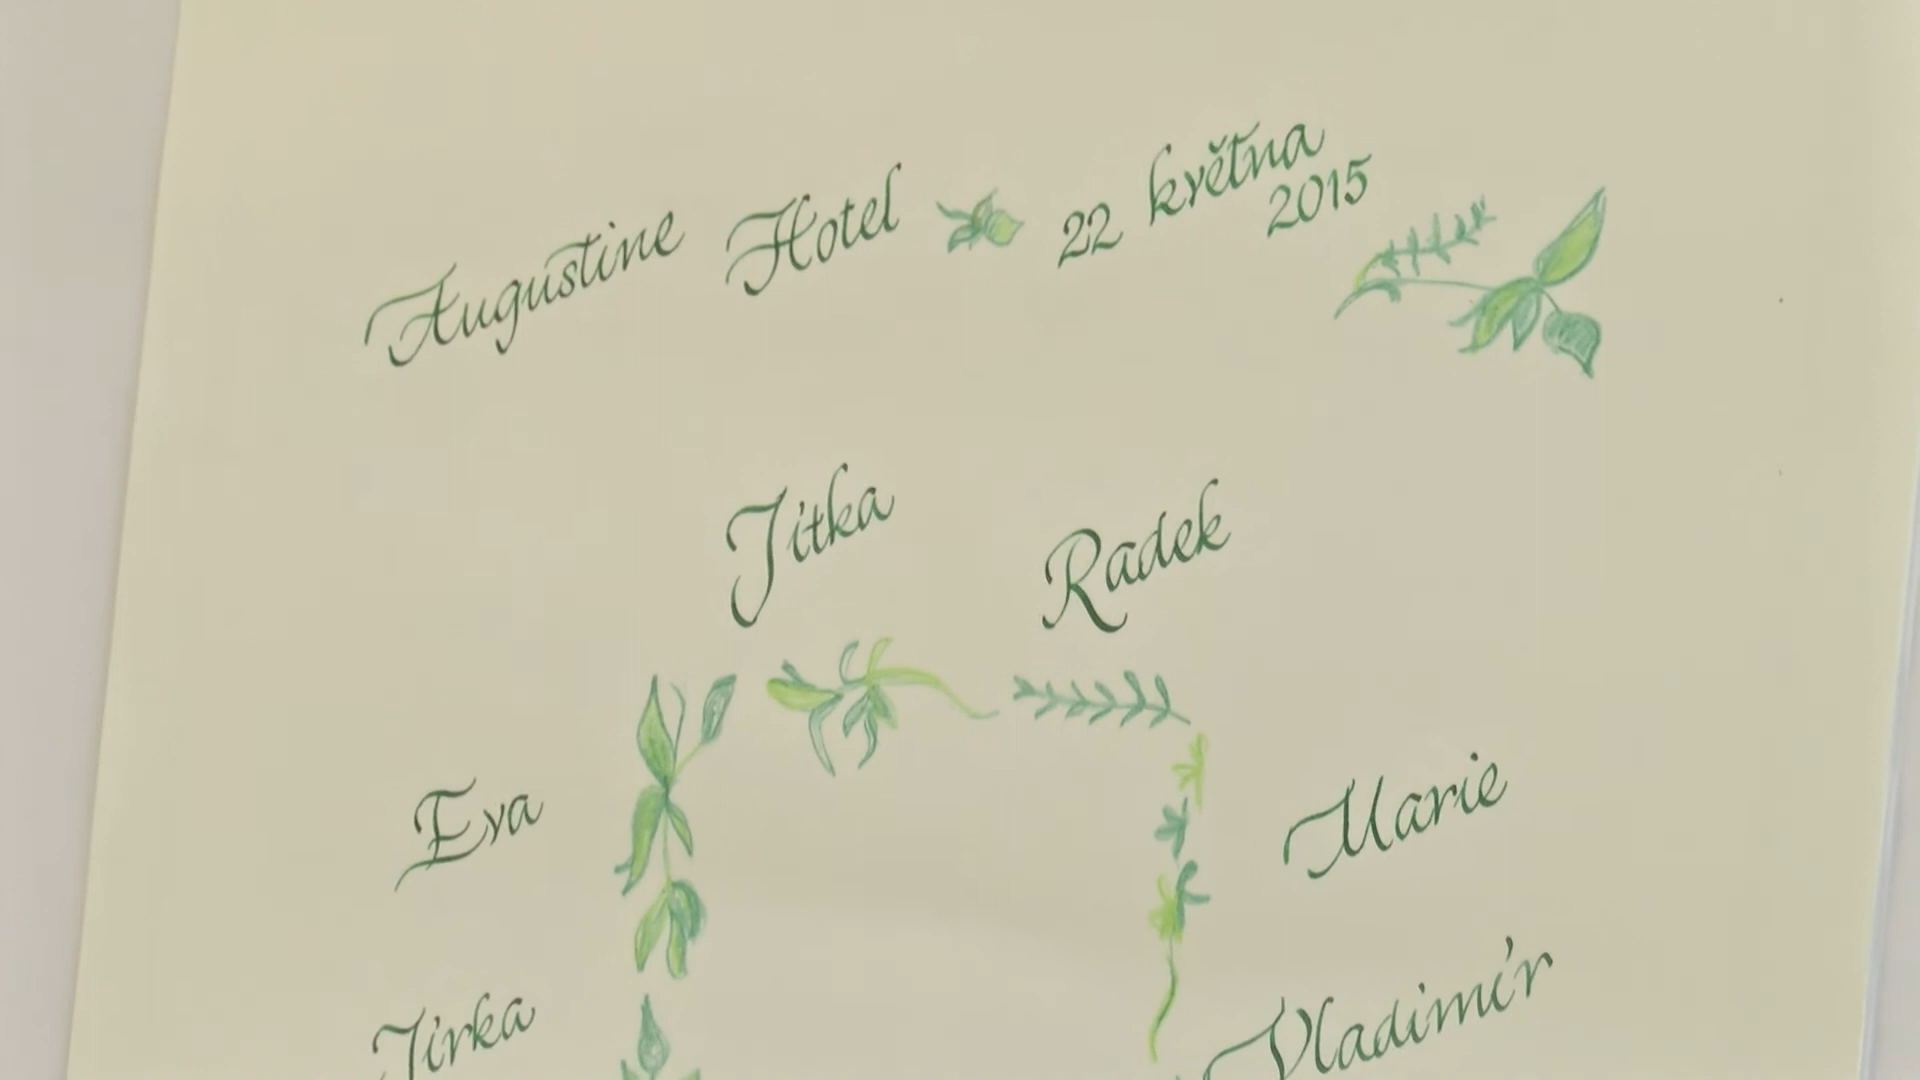 Augustine Hotel 22 května
2015
Jitka Radek
Eva Marie
Jirka Vladimír